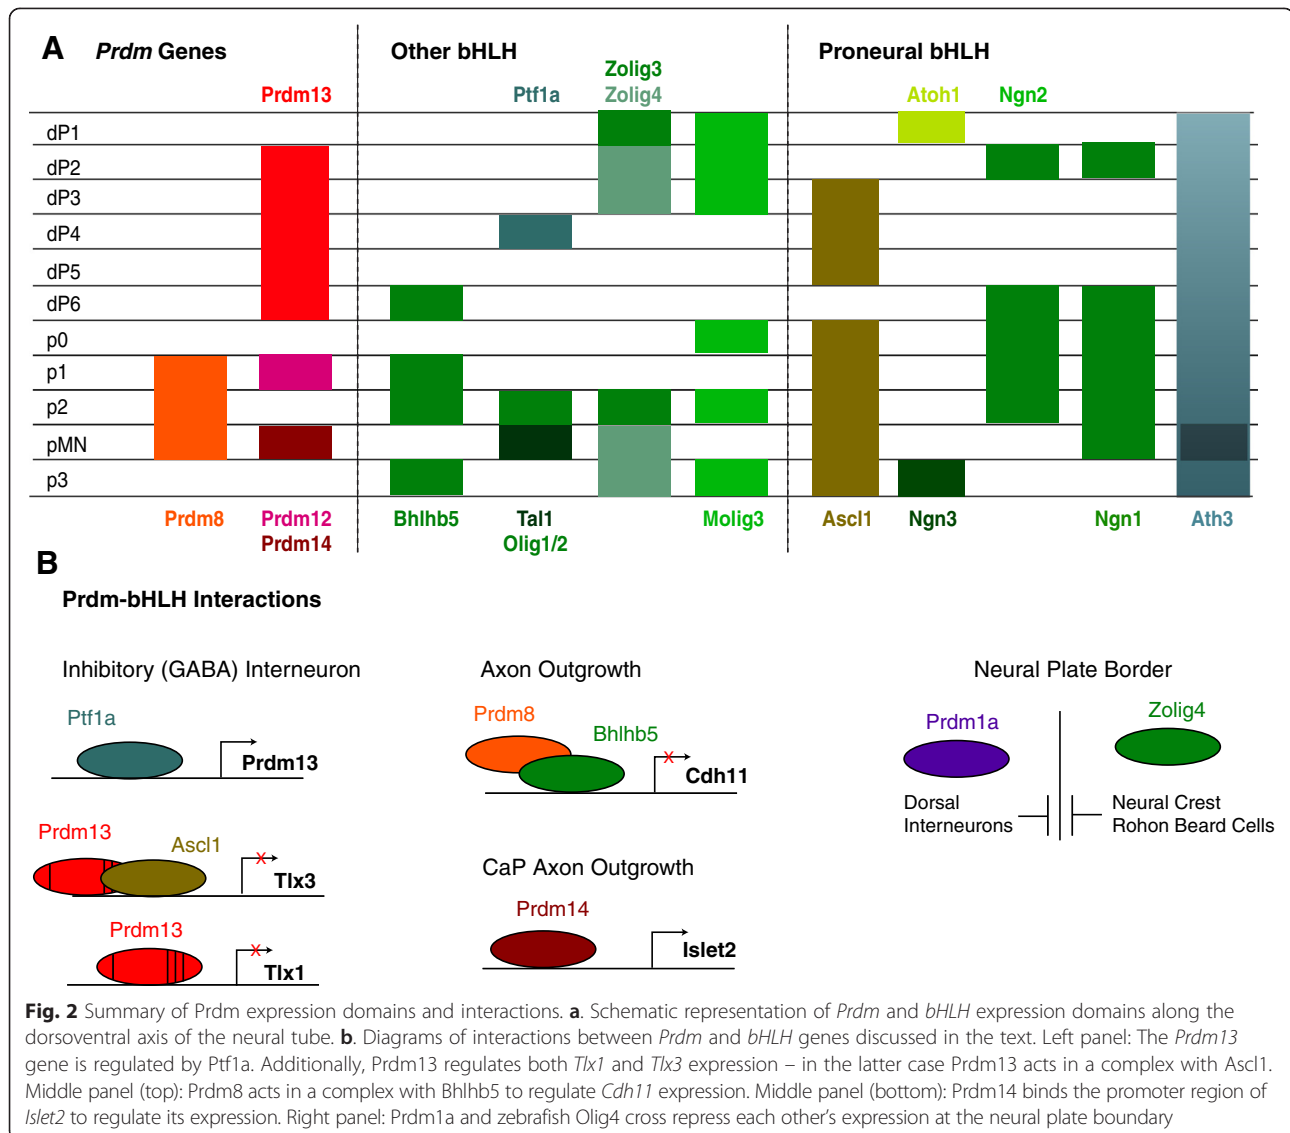 A
Prdm Genes
Other bHLH
Proneural bHLH
Prdm13
Ptf1a
Zolig3
Zolig4
Atoh1
Ngn2
dP1
dP2
dP3
dP4
dP5
dP6
p0
p1
p2
pMN
p3
Prdm8
Prdm12
Prdm14
Bhlhb5
Tal1
Olig1/2
Molig3
Ascl1
Ngn3
Ngn1
Ath3
B
Prdm-bHLH Interactions
Inhibitory (GABA) Interneuron
Ptf1a
Prdm13
Prdm13
Ascl1
X
Tlx3
Prdm13
X
Tlx1
Axon Outgrowth
Prdm8
Bhlhb5
X
Cdh11
CaP Axon Outgrowth
Prdm14
Islet2
Neural Plate Border
Prdm1a
Zolig4
Dorsal
Interneurons
Neural Crest
Rohon Beard Cells
Fig. 2 Summary of Prdm expression domains and interactions. a. Schematic representation of Prdm and bHLH expression domains along the
dorsoventral axis of the neural tube. b. Diagrams of interactions between Prdm and bHLH genes discussed in the text. Left panel: The Prdm13
gene is regulated by Ptf1a. Additionally, Prdm13 regulates both Tlx1 and Tlx3 expression – in the latter case Prdm13 acts in a complex with Ascl1.
Middle panel (top): Prdm8 acts in a complex with Bhlhb5 to regulate Cdh11 expression. Middle panel (bottom): Prdm14 binds the promoter region of
Islet2 to regulate its expression. Right panel: Prdm1a and zebrafish Olig4 cross repress each other's expression at the neural plate boundary